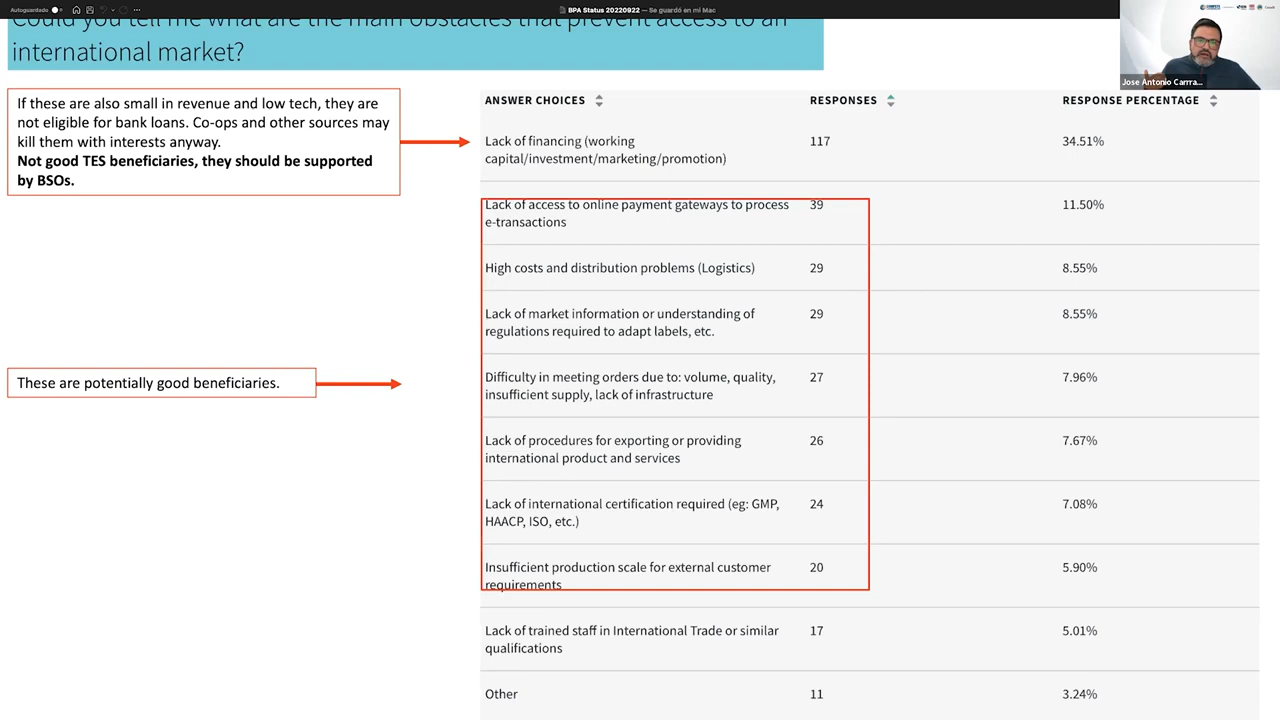 Autoguardado
BPA Status 20220922 — Se guardó en mi Mac
Could you tell me what are the main obstacles that prevent access to an
international market?
Jose Antonio Carrra...
If these are also small in revenue and low tech, they are
not eligible for bank loans. Co-ops and other sources may
kill them with interests anyway.
Not good TES beneficiaries, they should be supported
by BSOs.
These are potentially good beneficiaries.
ANSWER CHOICES RESPONSES RESPONSE PERCENTAGE
Lack of financing (working 117 34.51%
capital/investment/marketing/promotion)
Lack of access to online payment gateways to process 39 11.50%
e-transactions
High costs and distribution problems (Logistics) 29 8.55%
Lack of market information or understanding of 29 8.55%
regulations required to adapt labels, etc.
Difficulty in meeting orders due to: volume, quality, 27 7.96%
insufficient supply, lack of infrastructure
Lack of procedures for exporting or providing 26 7.67%
international product and services
Lack of international certification required (eg: GMP, 24 7.08%
HAACP, ISO, etc.)
Insufficient production scale for external customer 20 5.90%
requirements
Lack of trained staff in International Trade or similar 17 5.01%
qualifications
Other 11 3.24%